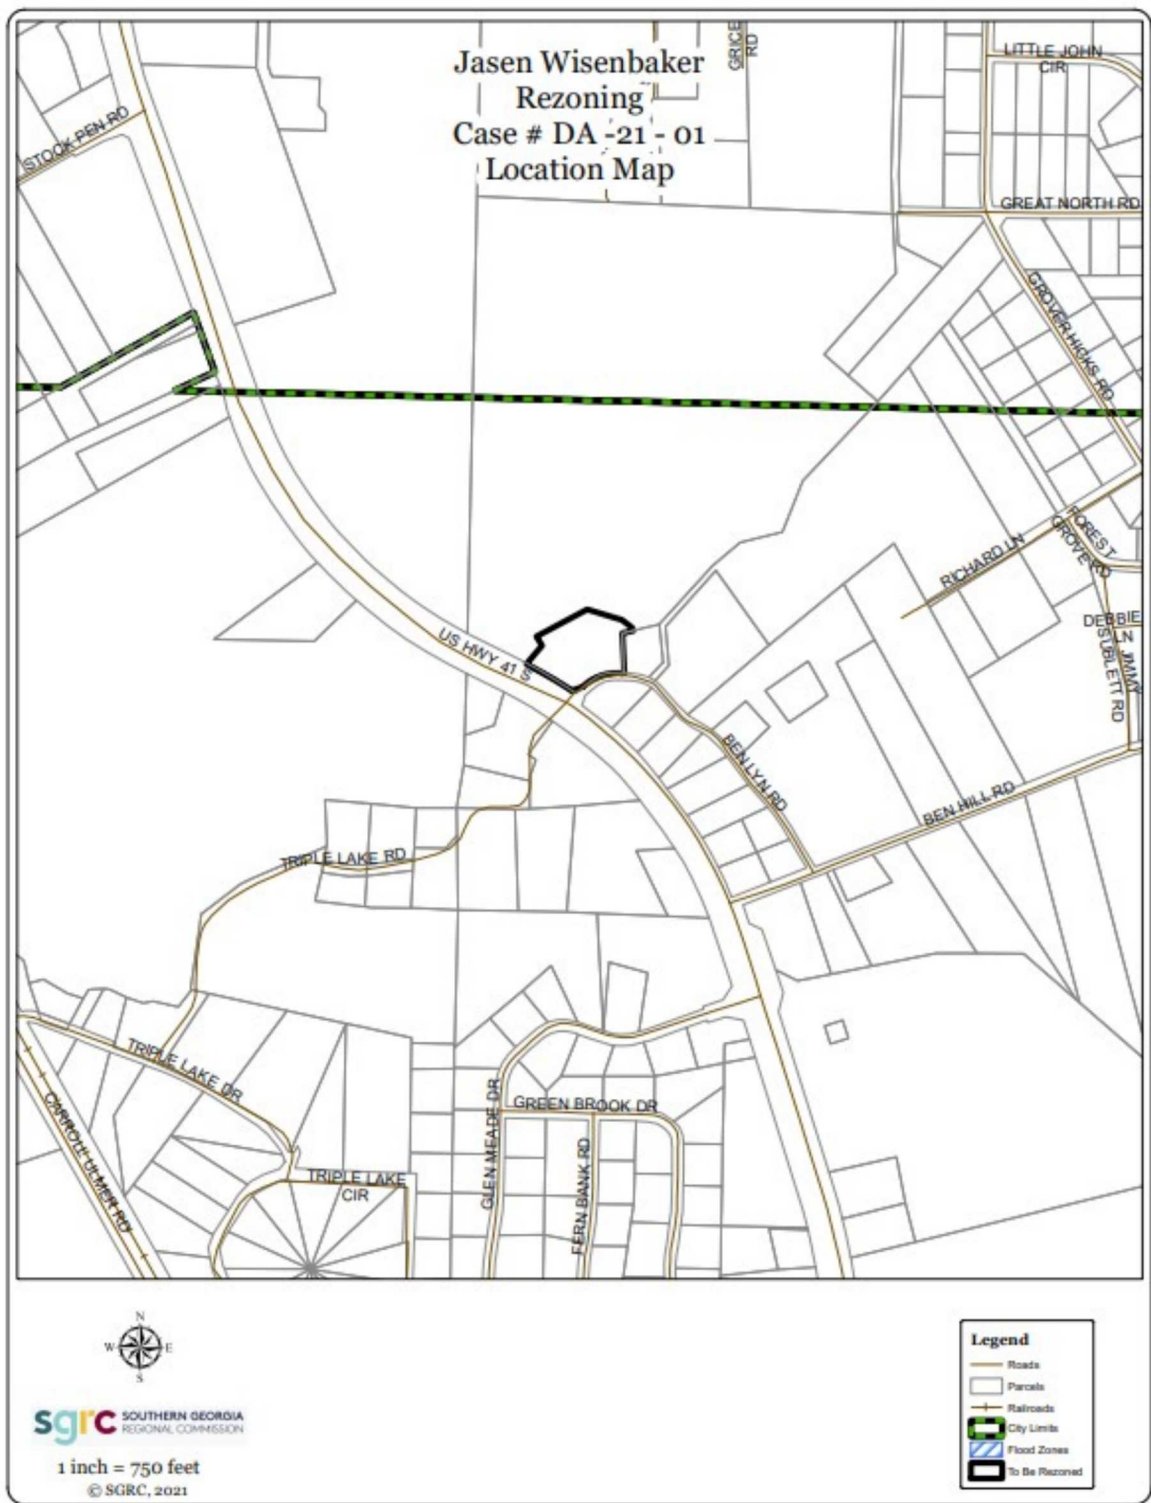 Jasen Wisenbaker
Rezoning
Case # DA -21 - 01
Location Map
GRICE
RD
LITTLE JOHN
CIR
STOCK PEN RD
GREAT NORTH RD
GROVER HICKS RD
FOREST
GROVE RD
RICHARD LN
DEBBIE
LN
JIMMY
SUBLETT RD
US HWY 41 S
BEN LYN RD
BEN HILL RD
TRIPLE LAKE RD
TRIPLE LAKE DR
CARROLL ULMER RD
GLEN MEADE DR
GREEN BROOK DR
FERN BANK RD
TRIPLE LAKE
CIR
N
W E
S
sgrc SOUTHERN GEORGIA
REGIONAL COMMISSION
1 inch = 750 feet
© SGRC, 2021
Legend
Roads
Parcels
Railroads
City Limits
Flood Zones
To Be Rezoned